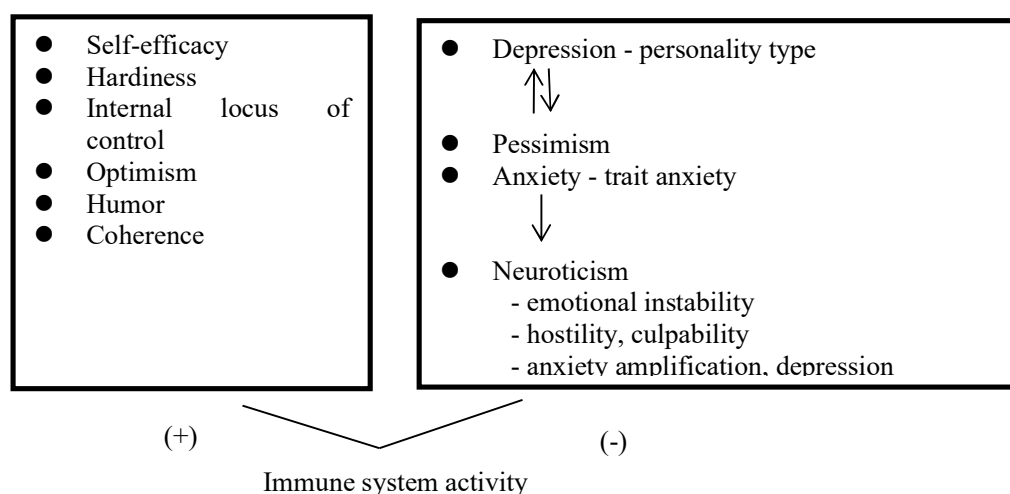 ● Self-efficacy
● Hardiness
● Internal locus of
control
● Optimism
● Humor
● Coherence
● Depression - personality type
● Pessimism
● Anxiety - trait anxiety
● Neuroticism
- emotional instability
- hostility, culpability
- anxiety amplification, depression
(+)
(-)
Immune system activity